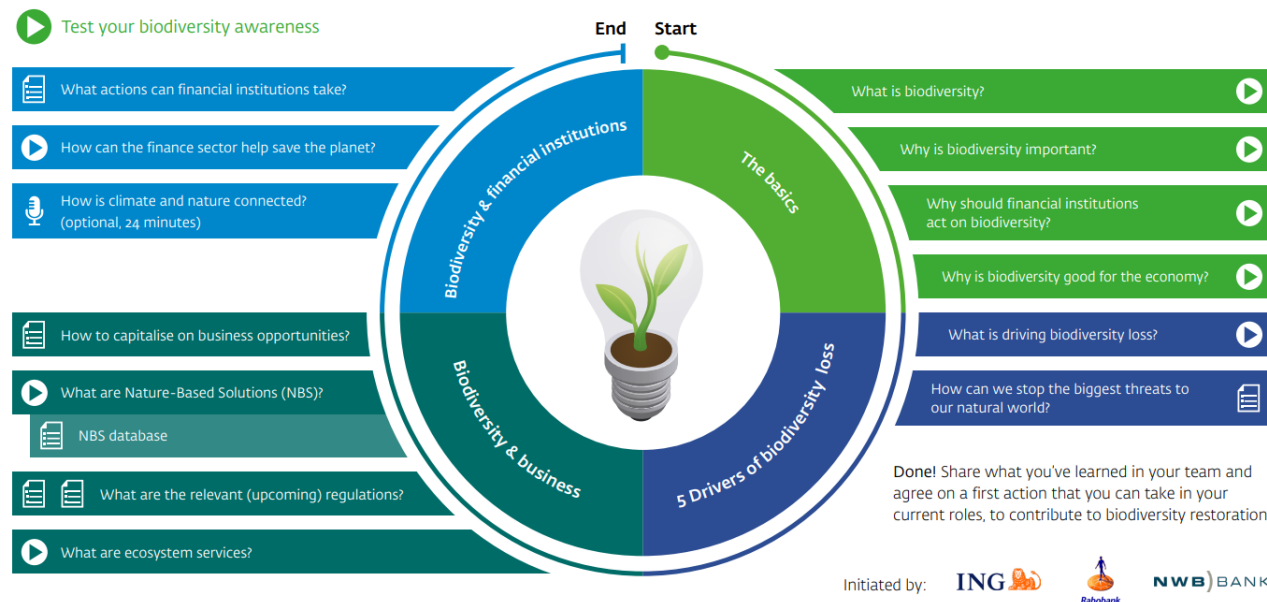 Test your biodiversity awareness
End
Start
What actions can financial institutions take?
How can the finance sector help save the planet?
How is climate and nature connected?
(optional, 24 minutes)
How to capitalise on business opportunities?
What are Nature-Based Solutions (NBS)?
NBS database
What are the relevant (upcoming) regulations?
What are ecosystem services?
Biodiversity & financial institutions
The basics
Biodiversity & business
5 Drivers of biodiversity loss
What is biodiversity?
Why is biodiversity important?
Why should financial institutions
act on biodiversity?
Why is biodiversity good for the economy?
What is driving biodiversity loss?
How can we stop the biggest threats to
our natural world?
Done! Share what you've learned in your team and
agree on a first action that you can take in your
current roles, to contribute to biodiversity restoration
Initiated by:
ING
Rabobank
NWB)BANK